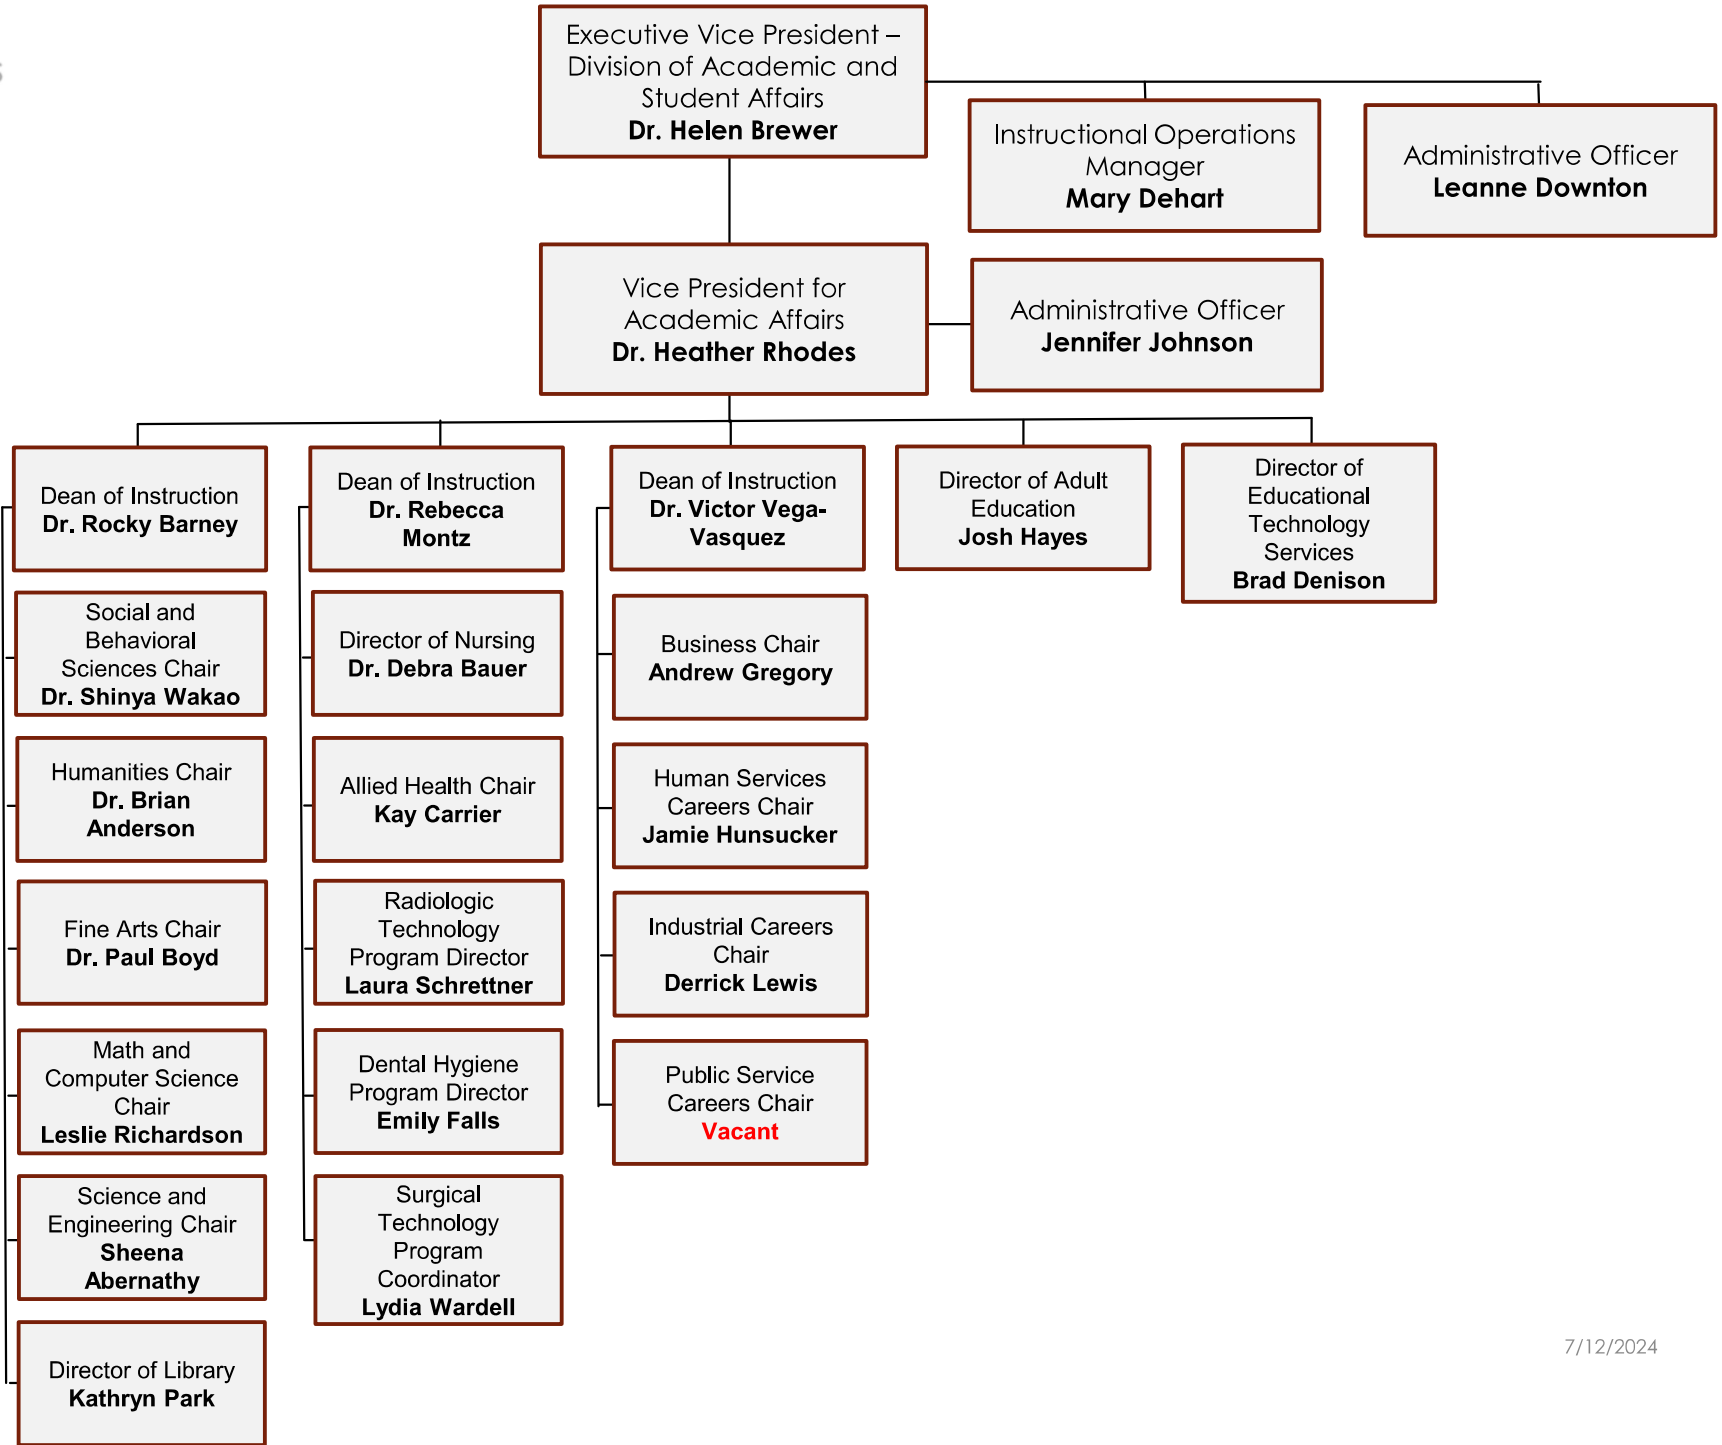 Executive Vice President –
Division of Academic and
Student Affairs
Dr. Helen Brewer
Instructional Operations
Manager
Mary Dehart
Administrative Officer
Leanne Downton
Vice President for
Academic Affairs
Dr. Heather Rhodes
Administrative Officer
Jennifer Johnson
Dean of Instruction
Dr. Rocky Barney
Social and
Behavioral
Sciences Chair
Dr. Shinya Wakao
Humanities Chair
Dr. Brian
Anderson
Fine Arts Chair
Dr. Paul Boyd
Math and
Computer Science
Chair
Leslie Richardson
Science and
Engineering Chair
Sheena
Abernathy
Director of Library
Kathryn Park
Dean of Instruction
Dr. Rebecca
Montz
Director of Nursing
Dr. Debra Bauer
Allied Health Chair
Kay Carrier
Radiologic
Technology
Program Director
Laura Schrettner
Dental Hygiene
Program Director
Emily Falls
Surgical
Technology
Program
Coordinator
Lydia Wardell
Dean of Instruction
Dr. Victor Vega-
Vasquez
Business Chair
Andrew Gregory
Human Services
Careers Chair
Jamie Hunsucker
Industrial Careers
Chair
Derrick Lewis
Public Service
Careers Chair
Vacant
Director of Adult
Education
Josh Hayes
Director of
Educational
Technology
Services
Brad Denison
7/12/2024